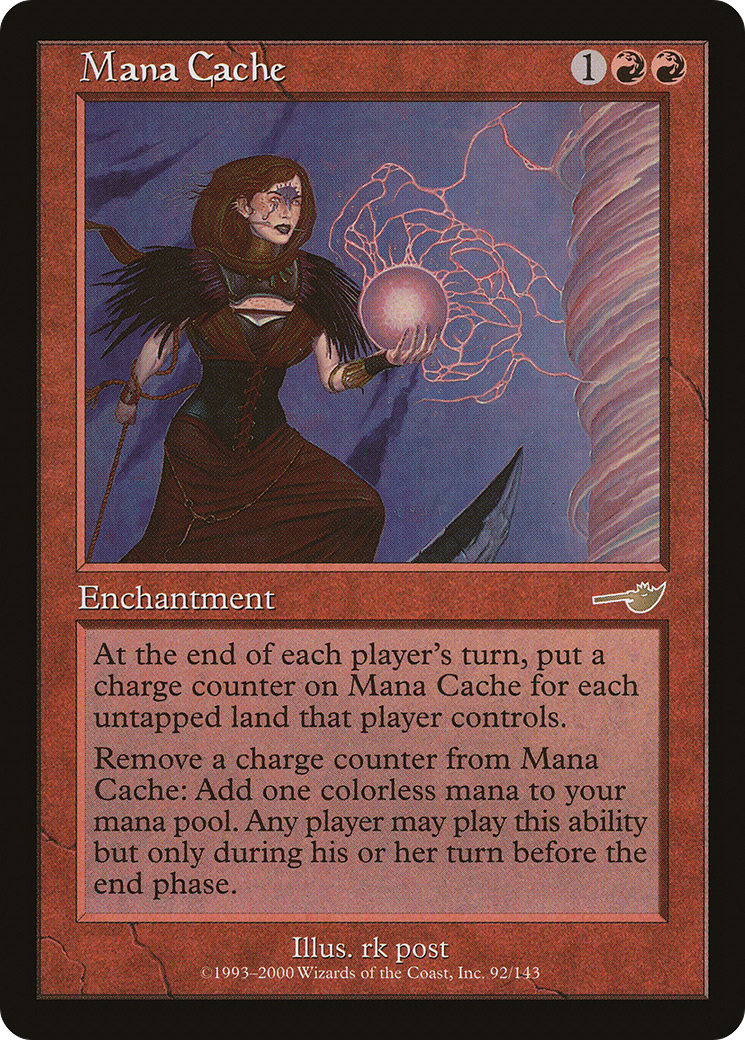 Mana Cache 1
Enchantment
At the end of each player's turn, put a
charge counter on Mana Cache for each
untapped land that player controls.
Remove a charge counter from Mana
Cache: Add one colorless mana to your
mana pool. Any player may play this ability
but only during his or her turn before the
end phase.
Illus. rk post
©1993–2000 Wizards of the Coast, Inc. 92/143